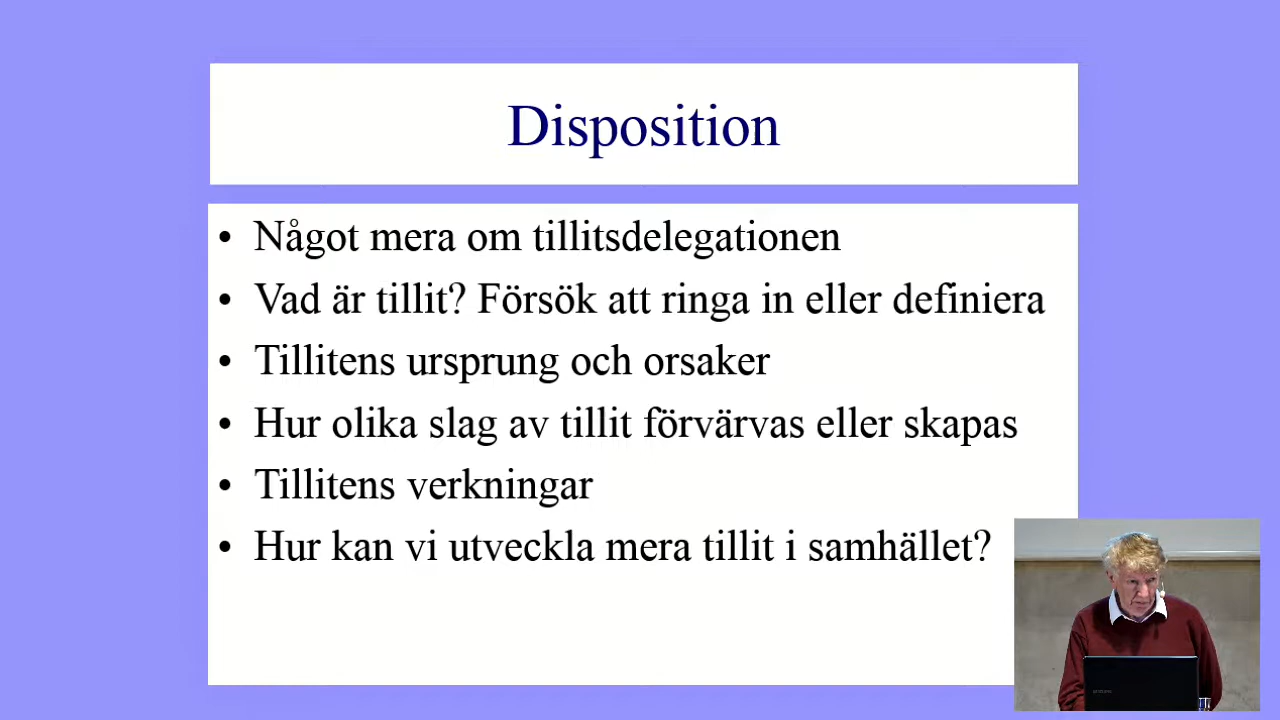 Disposition
• Något mera om tillitsdelegationen
• Vad är tillit? Försök att ringa in eller definiera
• Tillitens ursprung och orsaker
• Hur olika slag av tillit förvärvas eller skapas
• Tillitens verkningar
• Hur kan vi utveckla mera tillit i samhället?